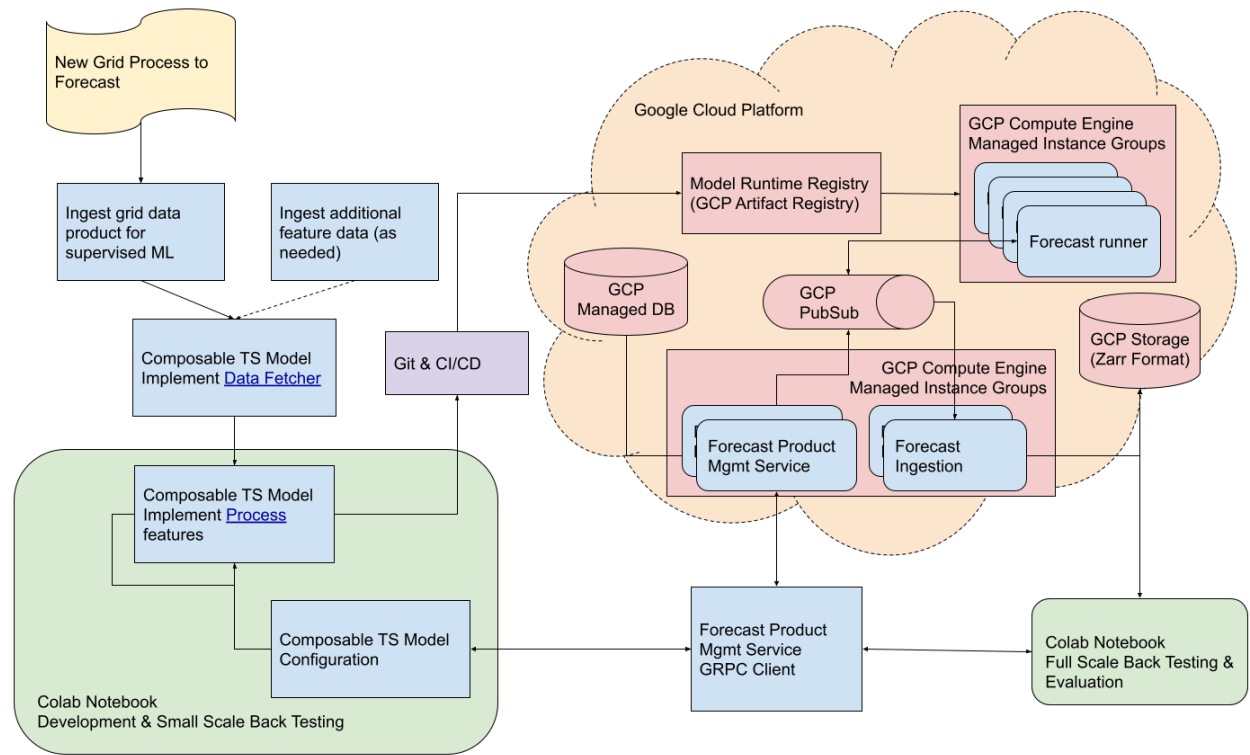 New Grid Process to
Forecast
Ingest grid data
product for
supervised ML
Ingest additional
feature data (as
needed)
Composable TS Model
Implement Data Fetcher
Git & CI/CD
Composable TS Model
Implement Process
features
Composable TS Model
Configuration
Colab Notebook
Development & Small Scale Back Testing
Google Cloud Platform
Model Runtime Registry
(GCP Artifact Registry)
GCP Compute Engine
Managed Instance Groups
Forecast runner
GCP
Managed DB
GCP
PubSub
GCP Storage
(Zarr Format)
GCP Compute Engine
Managed Instance Groups
Forecast Product
Mgmt Service
Forecast
Ingestion
Forecast Product
Mgmt Service
GRPC Client
Colab Notebook
Full Scale Back Testing &
Evaluation